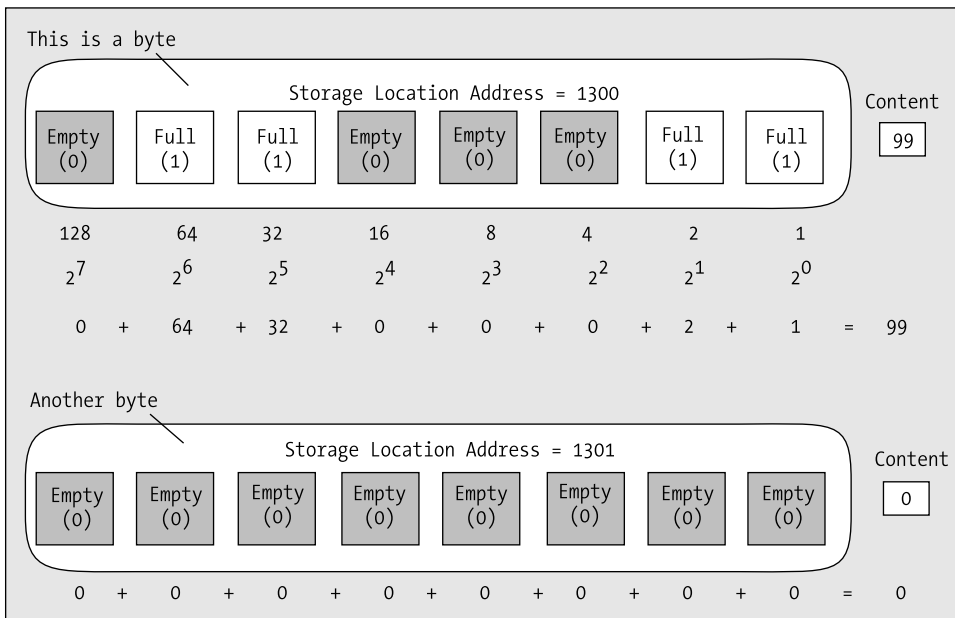 This is a byte
Storage Location Address = 1300
Content
Empty (0) Full (1) Full (1) Empty (0) Empty (0) Empty (0) Full (1) Full (1)
99
128 64 32 16 8 4 2 1
2^7 2^6 2^5 2^4 2^3 2^2 2^1 2^0
0 + 64 + 32 + 0 + 0 + 0 + 2 + 1 = 99
Another byte
Storage Location Address = 1301
Content
Empty (0) Empty (0) Empty (0) Empty (0) Empty (0) Empty (0) Empty (0) Empty (0)
0
0 + 0 + 0 + 0 + 0 + 0 + 0 + 0 = 0